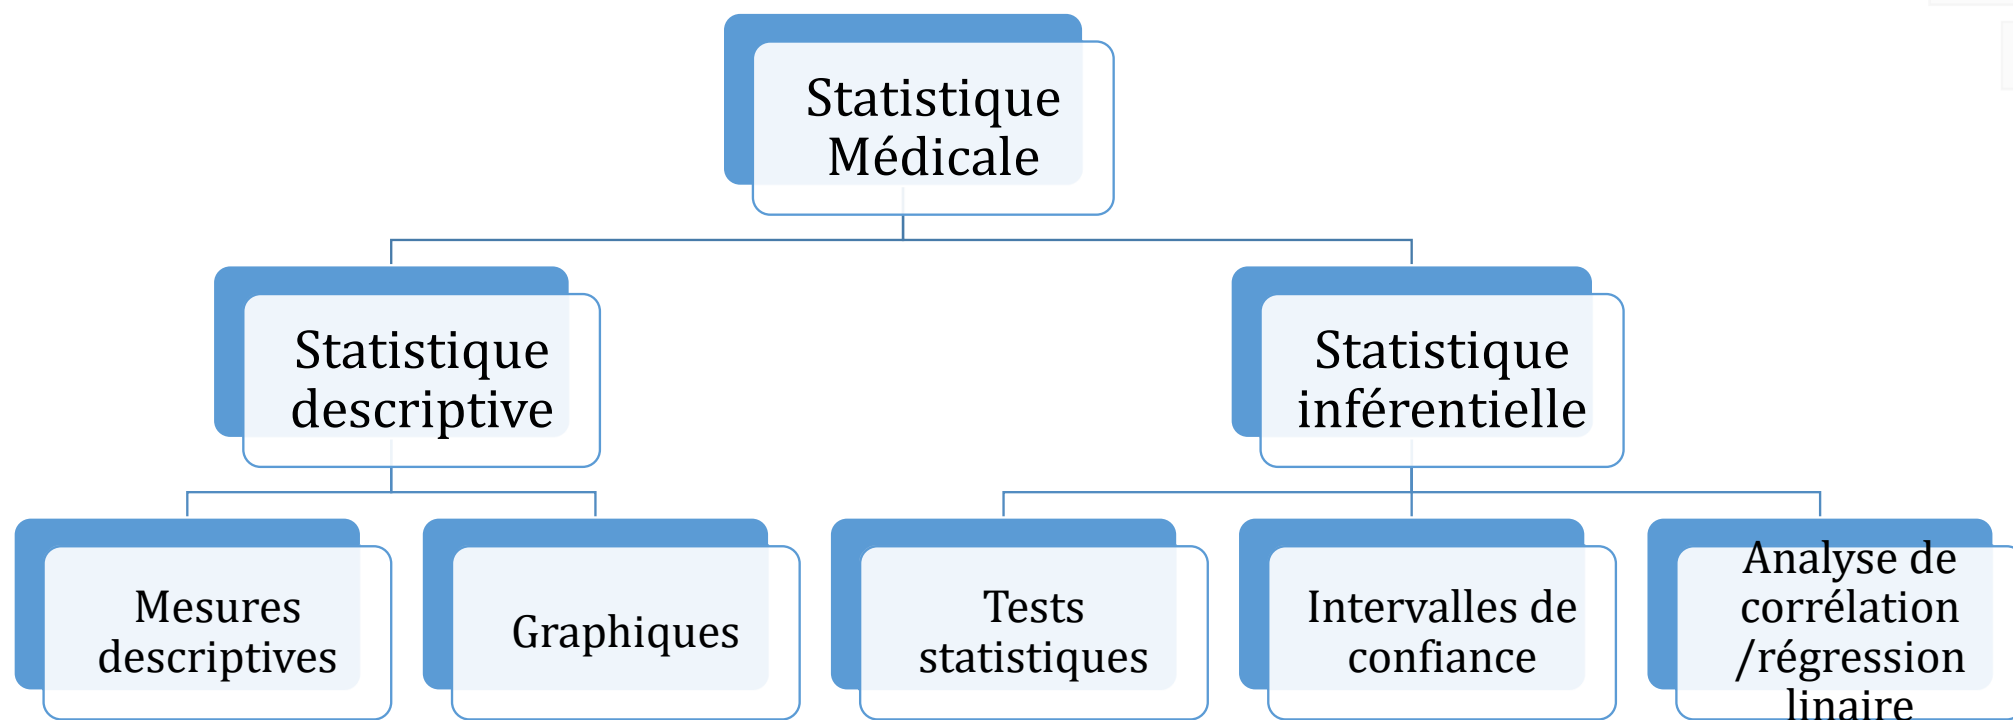 Statistique
Médicale
Statistique
descriptive
Statistique
inférentielle
Mesures
descriptives
Graphiques
Tests
statistiques
Intervalles de
confiance
Analyse de
corrélation
/régression
linaire